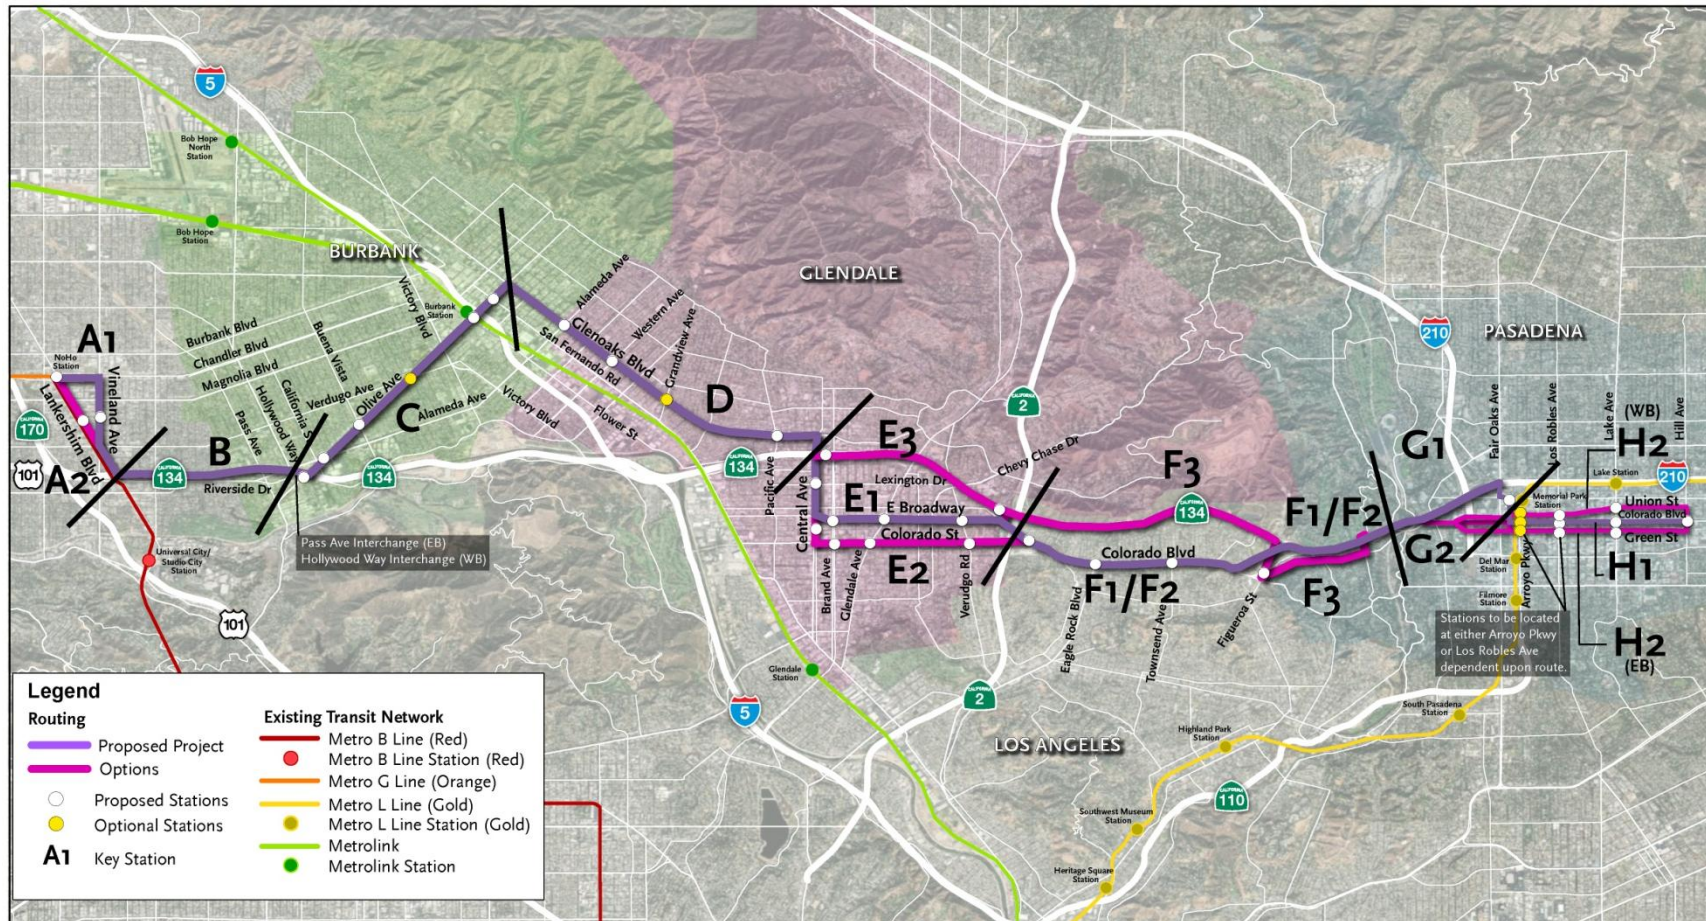 5
Bob Hope
North
Station
Bob Hope
Station
BURBANK
GLENDALE
PASADENA
210
Burbank
Station
Victory Blvd
Alameda Ave
Western Ave
Grandview Ave
Glenoaks Blvd
San Fernando Rd
Flower St
Victory Blvd
D
A1
NoHo
Station
Vineland Ave
Lankershim Blvd
CALIFORNIA
170
101
A2
Burbank Blvd
Chandler Blvd
Magnolia Blvd
Buena Vista
California St
Hollywood Way
Pass Ave
Verdugo Ave
Olive Ave
Alameda Ave
B
C
CALIFORNIA
134
Riverside Dr
CALIFORNIA
134
Pass Ave Interchange (EB)
Hollywood Way Interchange (WB)
Universal City/
Studio City
Station
101
CALIFORNIA
134
Pacific Ave
Central Ave
E3
Lexington Dr
Chevy Chase Dr
CALIFORNIA
2
E1
E Broadway
Colorado St
E2
Brand Ave
Glendale Ave
Verudgo Rd
F3
CALIFORNIA
134
F1/F2
Colorado Blvd
F1/F2
Eagle Rock Blvd
Townsend Ave
Figueroa St
F3
G1
G2
Fair Oaks Ave
Los Robles Ave
Lake Ave
Hill Ave
(WB)
H2
Lake Station
210
Memorial Park
Station
Union St
Colorado Blvd
Green St
Del Mar
Station
Arroyo Pkwy
Filmore
Station
H1
H2
(EB)
Stations to be located
at either Arroyo Pkwy
or Los Robles Ave
dependent upon route.
Glendale
Station
5
CALIFORNIA
2
LOS ANGELES
South Pasadena
Station
Highland Park
Station
CALIFORNIA
110
Southwest Museum
Station
Heritage Square
Station
Legend
Routing
Proposed Project
Options
Proposed Stations
Optional Stations
A1 Key Station
Existing Transit Network
Metro B Line (Red)
Metro B Line Station (Red)
Metro G Line (Orange)
Metro L Line (Gold)
Metro L Line Station (Gold)
Metrolink
Metrolink Station